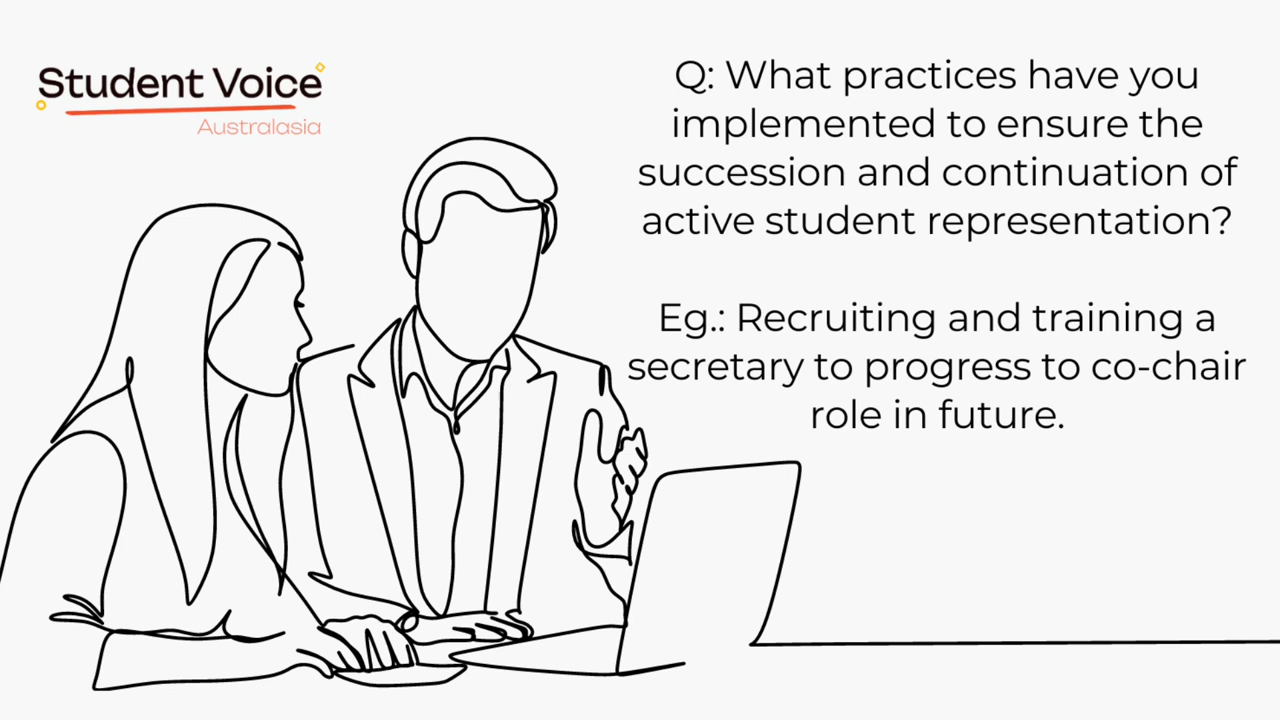 Student Voice
Australasia
Q: What practices have you
implemented to ensure the
succession and continuation of
active student representation?
Eg.: Recruiting and training a
secretary to progress to co-chair
role in future.